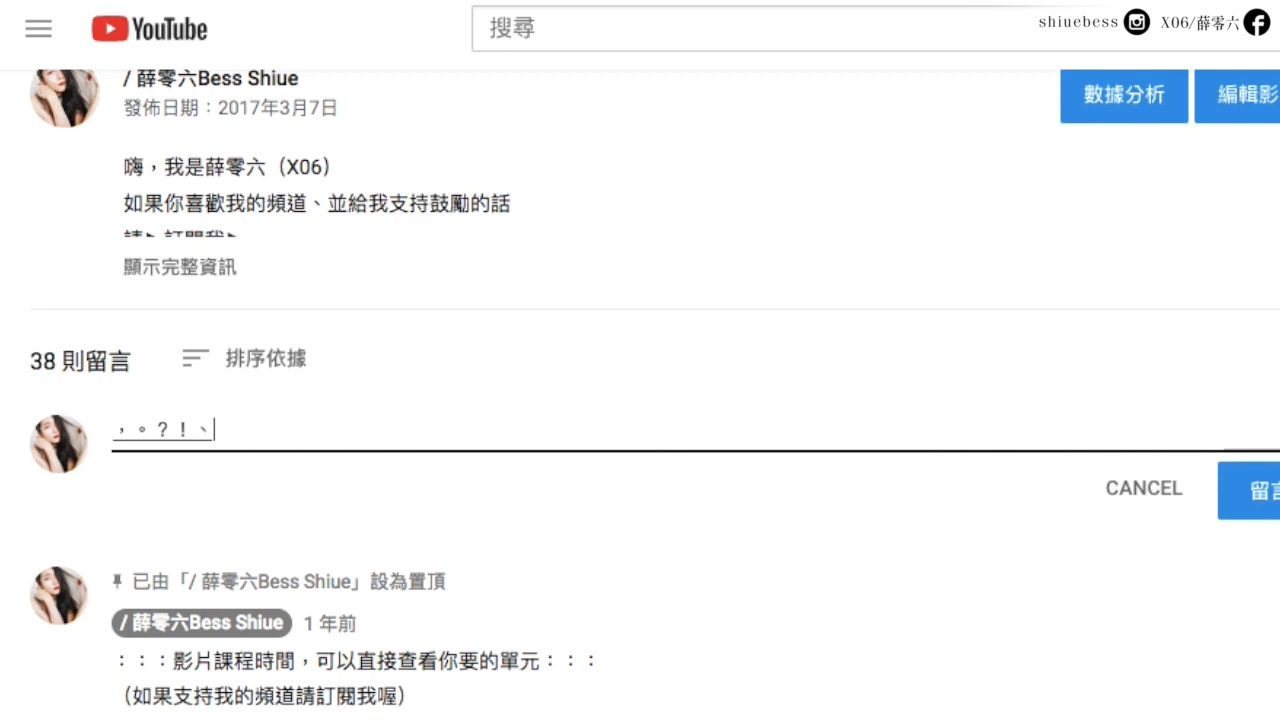 YouTube
搜尋
shiuebess X06/薛零六
/ 薛零六Bess Shiue
發佈日期：2017年3月7日
數據分析
編輯影
嗨，我是薛零六（X06）
如果你喜歡我的頻道、並給我支持鼓勵的話
顯示完整資訊
38 則留言
排序依據
，。？！、
CANCEL
留言
已由「/ 薛零六Bess Shiue」設為置頂
/ 薛零六Bess Shiue 1 年前
：：：影片課程時間，可以直接查看你要的單元：：：
（如果支持我的頻道請訂閱我喔）